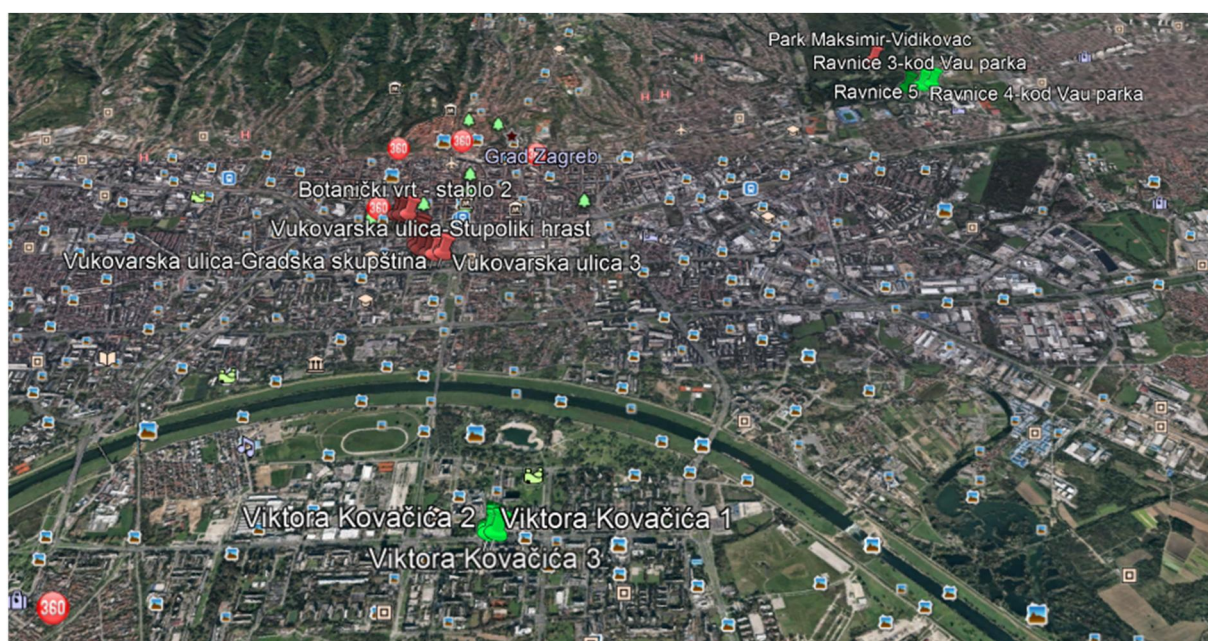 Park Maksimir-Vidikovac
Ravnice 3-kod Vau parka
Ravnice 5
Ravnice 4-kod Vau parka
360
360
Grad Zagreb
Botanički vrt - stablo 2
360
Vukovarska ulica-Stupoliki hrast
Vukovarska ulica-Gradska skupština
Vukovarska ulica 3
Viktora Kovačića 2
Viktora Kovačića 1
Viktora Kovačića 3
360